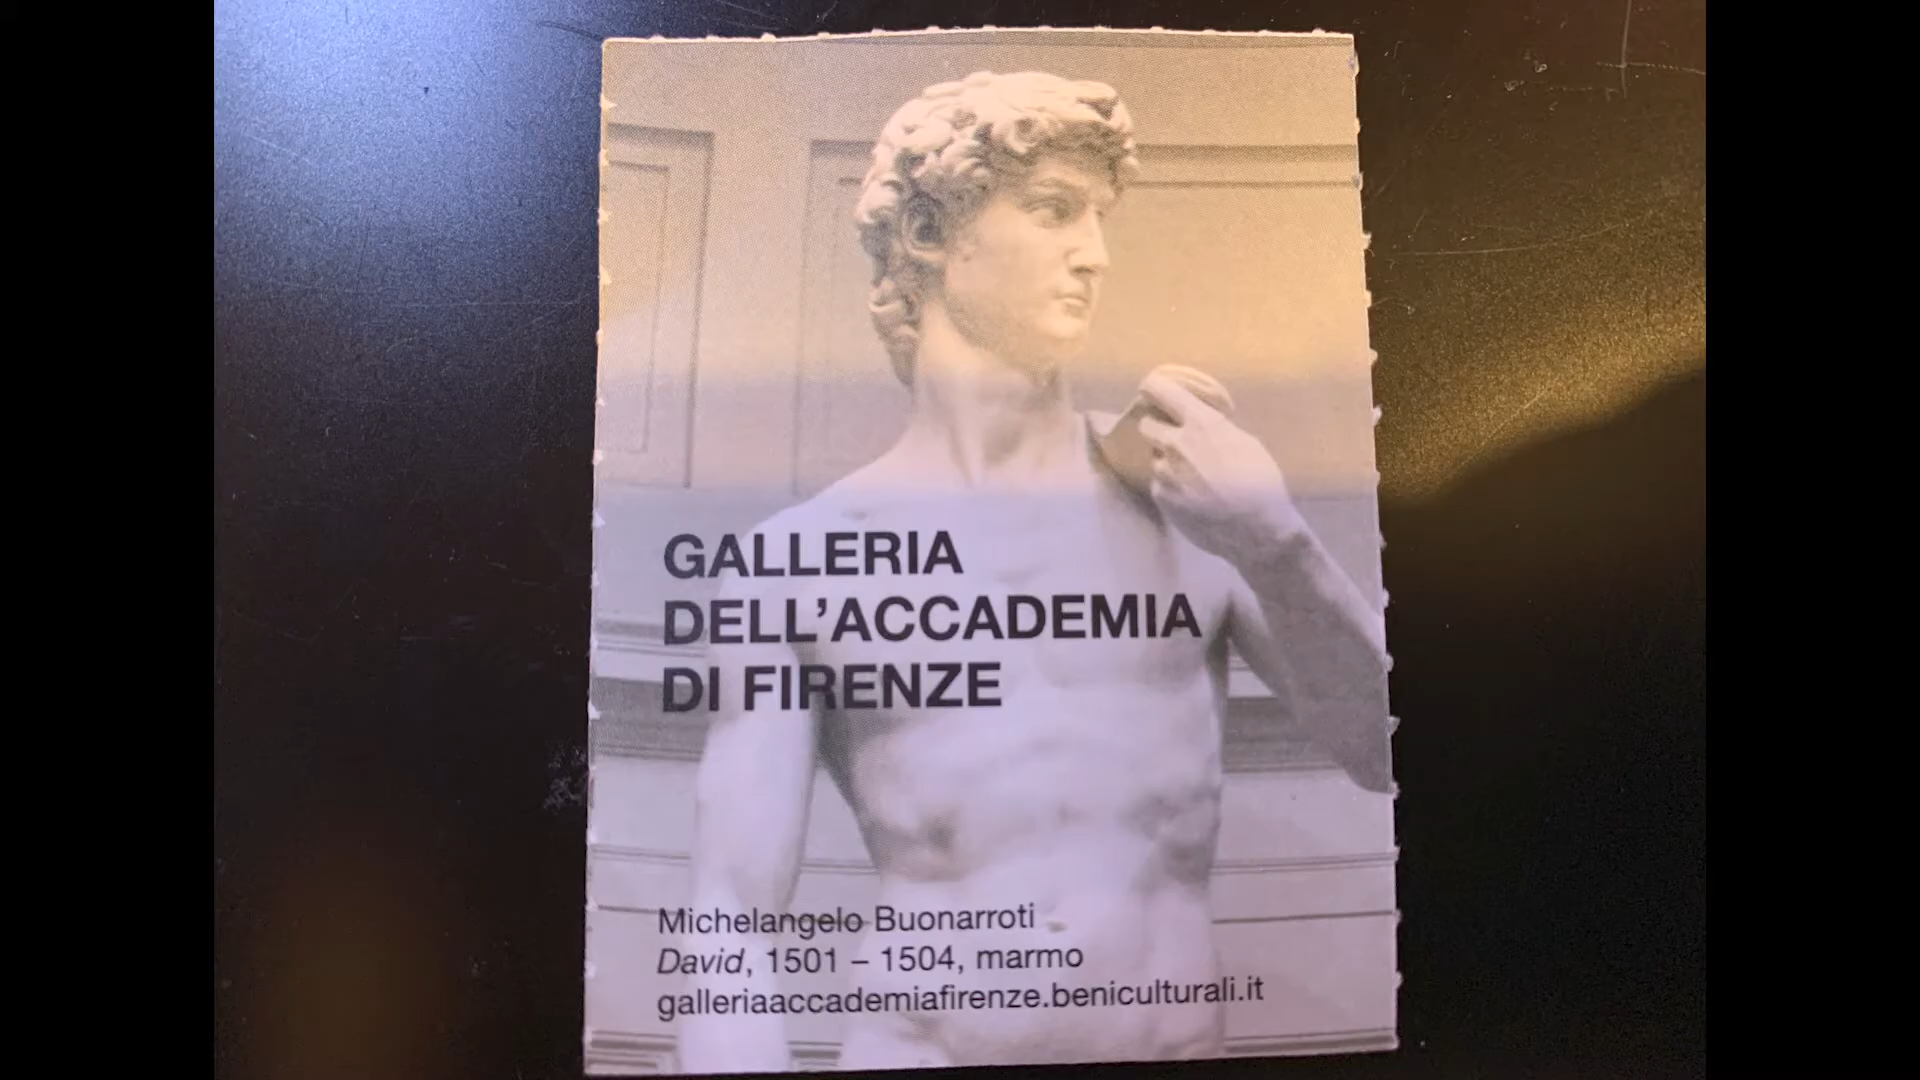 GALLERIA
DELL’ACCADEMIA
DI FIRENZE
Michelangelo Buonarroti
David, 1501 – 1504, marmo
galleriaaccademiafirenze.beniculturali.it